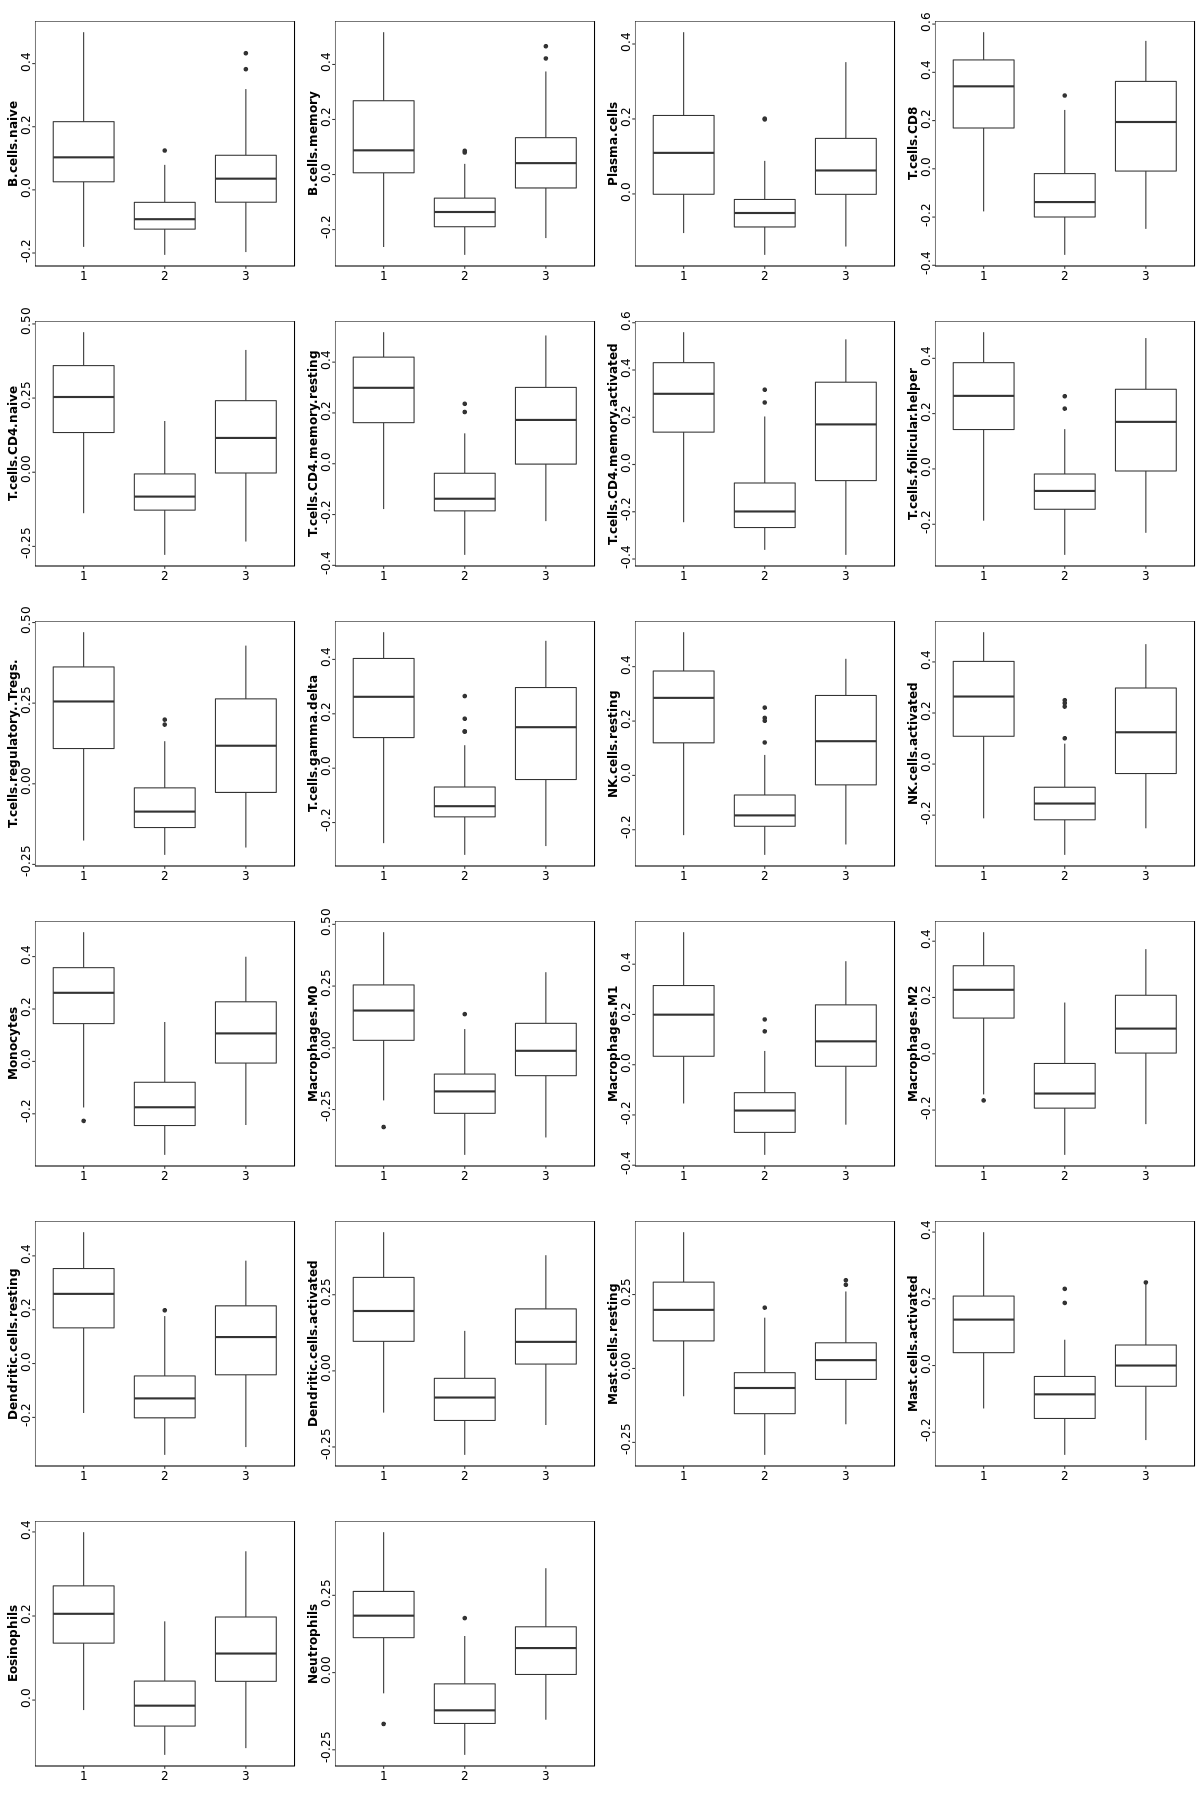 B.cells.naive
-0.2 0.0 0.2 0.4
1 2 3
B.cells.memory
-0.2 0.0 0.2 0.4
1 2 3
Plasma.cells
0.0 0.2 0.4
1 2 3
T.cells.CD8
-0.4 -0.2 0.0 0.2 0.4 0.6
1 2 3
T.cells.CD4.naive
-0.25 0.00 0.25 0.50
1 2 3
T.cells.CD4.memory.resting
-0.4 -0.2 0.0 0.2 0.4
1 2 3
T.cells.CD4.memory.activated
-0.4 -0.2 0.0 0.2 0.4 0.6
1 2 3
T.cells.follicular.helper
-0.2 0.0 0.2 0.4
1 2 3
T.cells.regulatory..Tregs.
-0.25 0.00 0.25 0.50
1 2 3
T.cells.gamma.delta
-0.2 0.0 0.2 0.4
1 2 3
NK.cells.resting
-0.2 0.0 0.2 0.4
1 2 3
NK.cells.activated
-0.2 0.0 0.2 0.4
1 2 3
Monocytes
-0.2 0.0 0.2 0.4
1 2 3
Macrophages.M0
-0.25 0.00 0.25 0.50
1 2 3
Macrophages.M1
-0.4 -0.2 0.0 0.2 0.4
1 2 3
Macrophages.M2
-0.2 0.0 0.2 0.4
1 2 3
Dendritic.cells.resting
-0.2 0.0 0.2 0.4
1 2 3
Dendritic.cells.activated
-0.25 0.00 0.25
1 2 3
Mast.cells.resting
-0.25 0.00 0.25
1 2 3
Mast.cells.activated
-0.2 0.0 0.2 0.4
1 2 3
Eosinophils
0.0 0.2 0.4
1 2 3
Neutrophils
-0.25 0.00 0.25
1 2 3